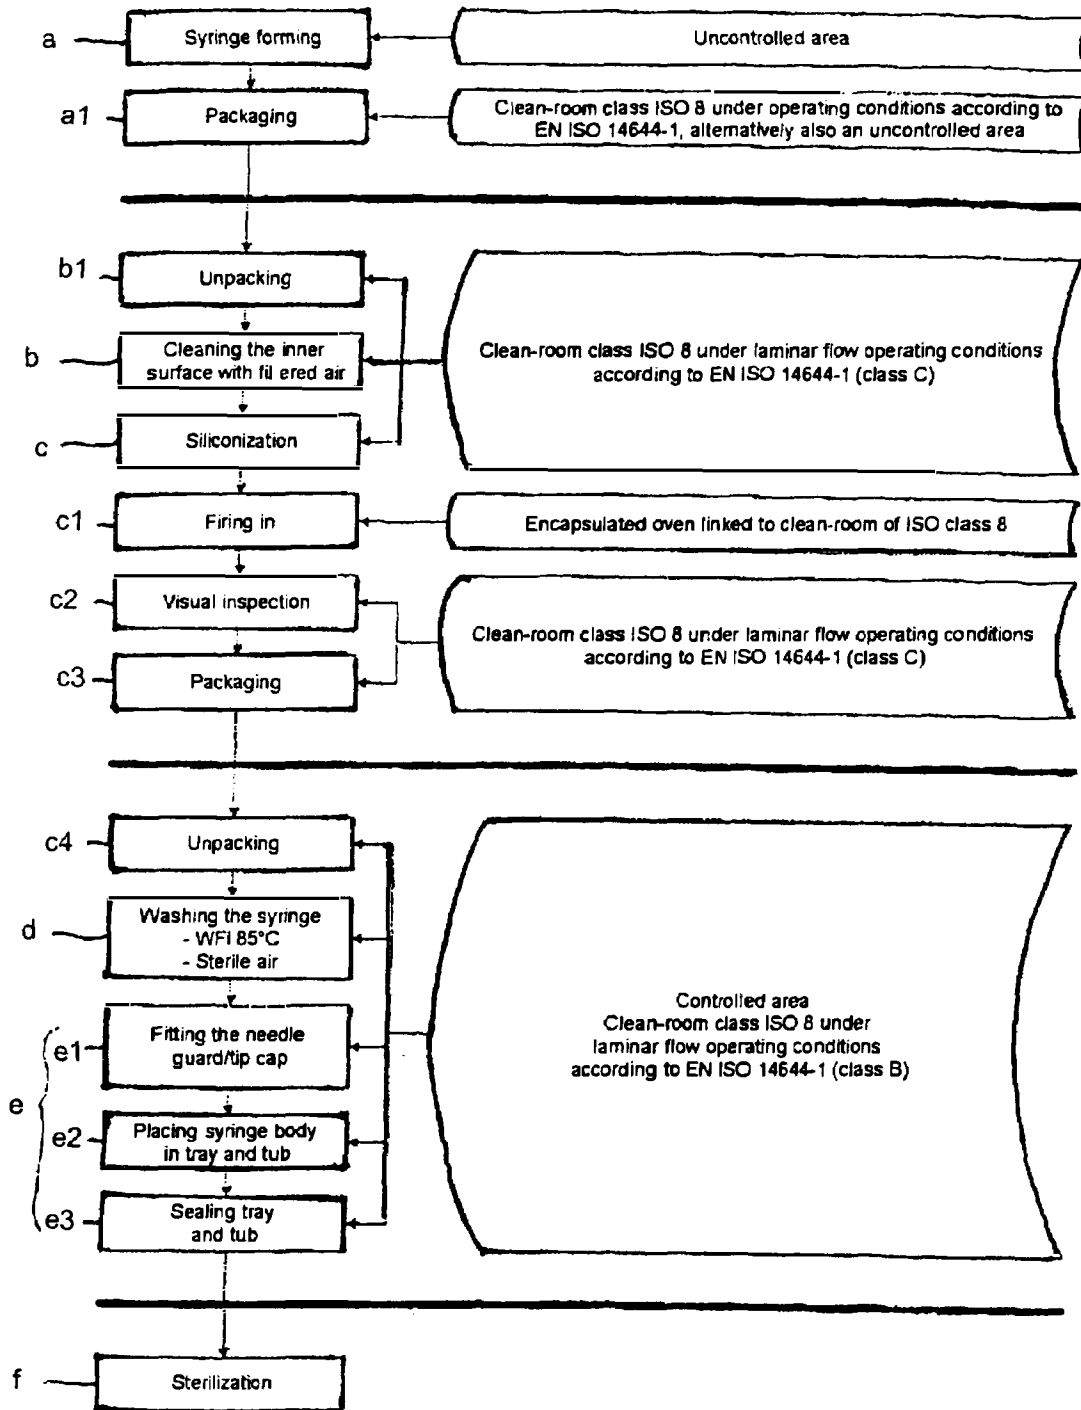 a
Syringe forming
Uncontrolled area
a1
Packaging
Clean-room class ISO 8 under operating conditions according to
EN ISO 14644-1, alternatively also an uncontrolled area
b1
Unpacking
b
Cleaning the inner
surface with fil ered air
Clean-room class ISO 8 under laminar flow operating conditions
according to EN ISO 14644-1 (class C)
c
Siliconization
c1
Firing in
Encapsulated oven linked to clean-room of ISO class 8
c2
Visual inspection
Clean-room class ISO 8 under laminar flow operating conditions
according to EN ISO 14644-1 (class C)
c3
Packaging
c4
Unpacking
d
Washing the syringe
- WFI 85°C
- Sterile air
e
e1
Fitting the needle
guard/tip cap
Controlled area
Clean-room class ISO 8 under
laminar flow operating conditions
according to EN ISO 14644-1 (class B)
e2
Placing syringe body
in tray and tub
e3
Sealing tray
and tub
f
Sterilization